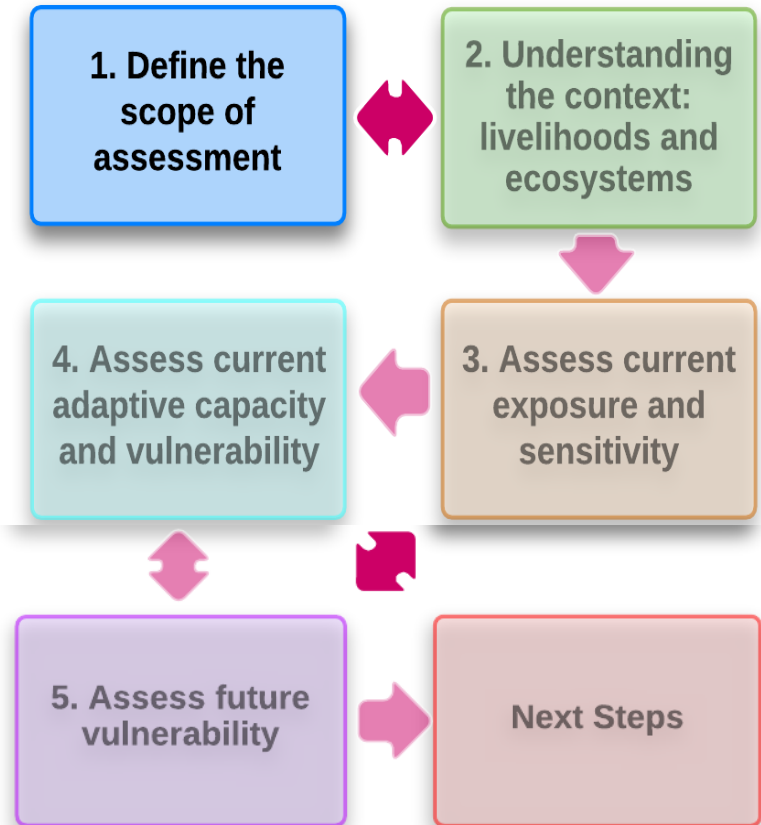 1. Define the
scope of
assessment
2. Understanding
the context:
livelihoods and
ecosystems
3. Assess current
exposure and
sensitivity
4. Assess current
adaptive capacity
and vulnerability
5. Assess future
vulnerability
Next Steps